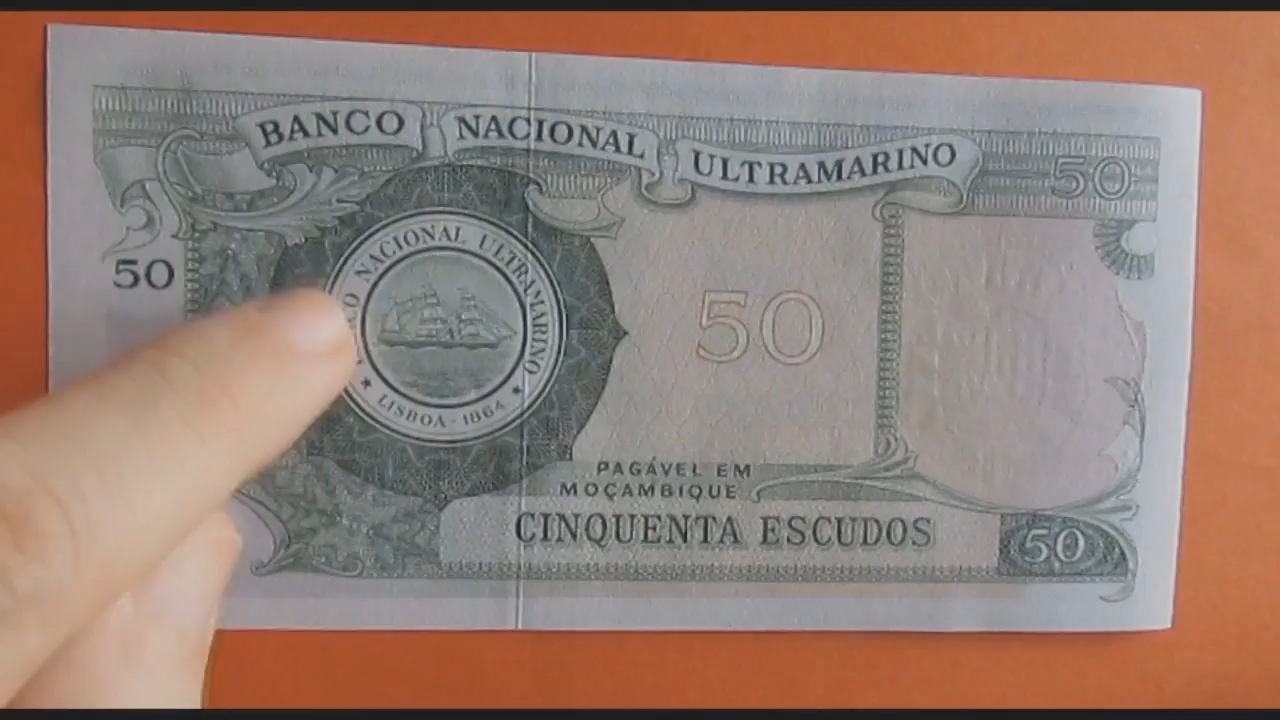 BANCO NACIONAL ULTRAMARINO
50
50
NACIONAL ULTRAMARINO
LISBOA - 1864
50
PAGÁVEL EM
MOÇAMBIQUE
CINQUENTA ESCUDOS
50